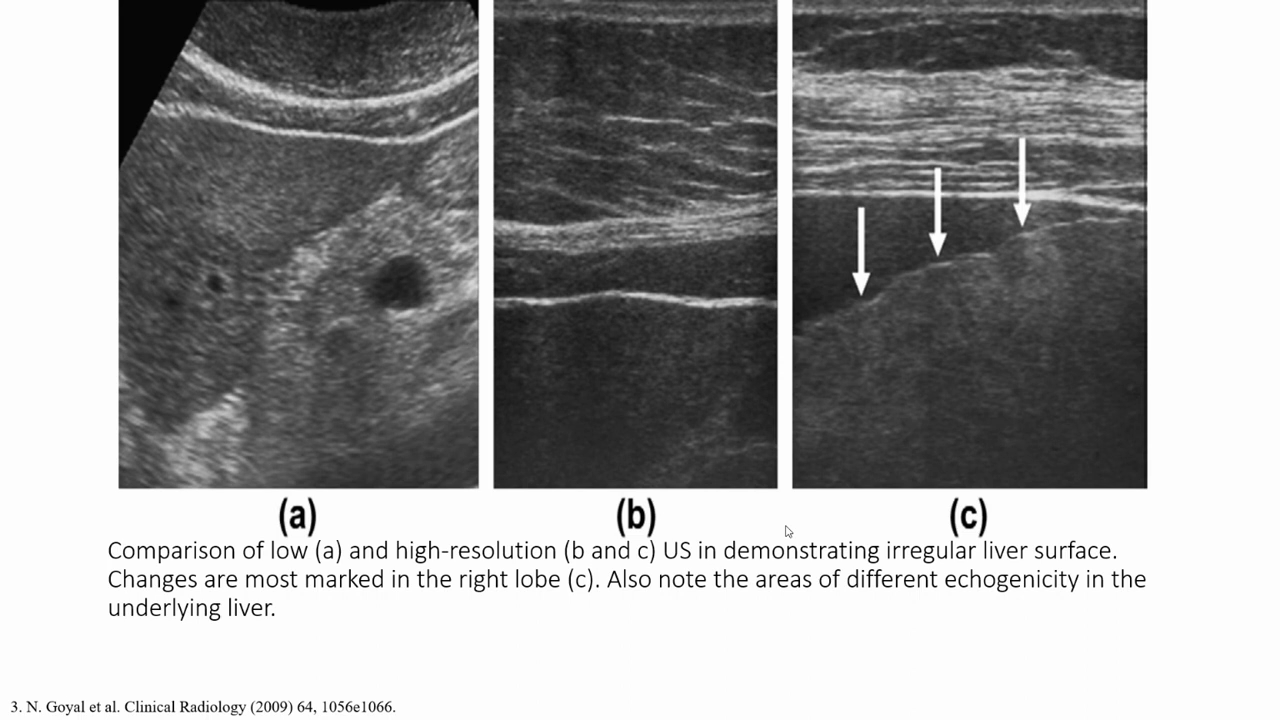 (a) (b) (c)
Comparison of low (a) and high-resolution (b and c) US in demonstrating irregular liver surface.
Changes are most marked in the right lobe (c). Also note the areas of different echogenicity in the
underlying liver.
3. N. Goyal et al. Clinical Radiology (2009) 64, 1056e1066.